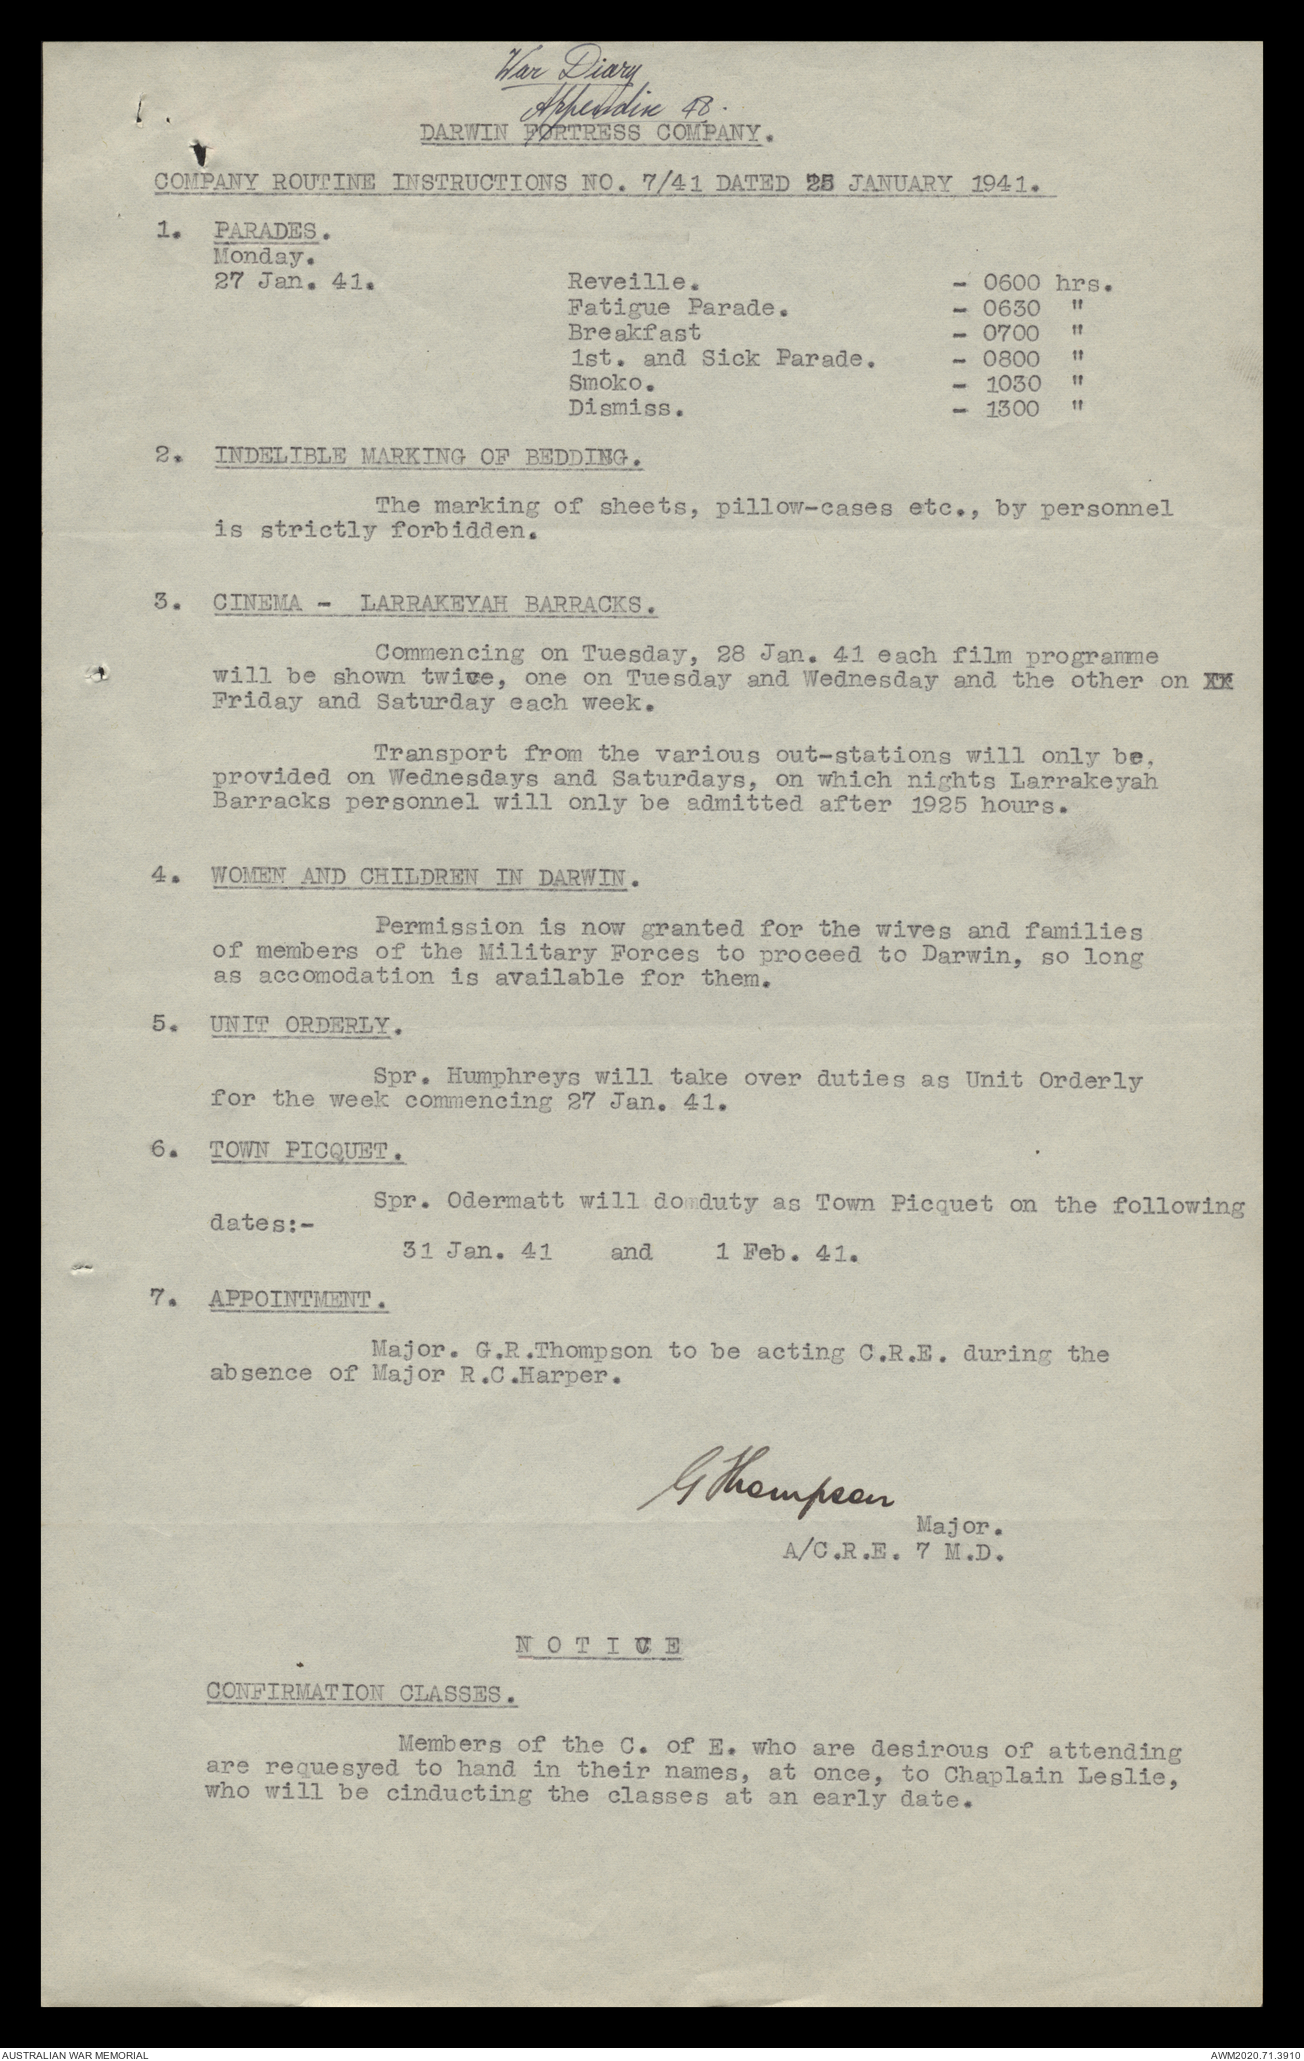 War Diary
Appendix 48.
DARWIN FORTRESS COMPANY.
COMPANY ROUTINE INSTRUCTIONS NO. 7/41 DATED 25 JANUARY 1941.
1. PARADES.
Monday.
27 Jan. 41. Reveille. - 0600 hrs.
Fatigue Parade. - 0630 "
Breakfast - 0700 "
1st. and Sick Parade. - 0800 "
Smoko. - 1030 "
Dismiss. - 1300 "
2. INDELIBLE MARKING OF BEDDING.
The marking of sheets, pillow-cases etc., by personnel
is strictly forbidden.
3. CINEMA - LARRAKEYAH BARRACKS.
Commencing on Tuesday, 28 Jan. 41 each film programme
will be shown twice, one on Tuesday and Wednesday and the other on XX
Friday and Saturday each week.
Transport from the various out-stations will only be,
provided on Wednesdays and Saturdays, on which nights Larrakeyah
Barracks personnel will only be admitted after 1925 hours.
4. WOMEN AND CHILDREN IN DARWIN.
Permission is now granted for the wives and families
of members of the Military Forces to proceed to Darwin, so long
as accomodation is available for them.
5. UNIT ORDERLY.
Spr. Humphreys will take over duties as Unit Orderly
for the week commencing 27 Jan. 41.
6. TOWN PICQUET.
Spr. Odermatt will do duty as Town Picquet on the following
dates:-
31 Jan. 41 and 1 Feb. 41.
7. APPOINTMENT.
Major. G.R.Thompson to be acting C.R.E. during the
absence of Major R.C.Harper.
G Thompson
Major.
A/C.R.E. 7 M.D.
N O T I C E
CONFIRMATION CLASSES.
Members of the C. of E. who are desirous of attending
are requesyed to hand in their names, at once, to Chaplain Leslie,
who will be cinducting the classes at an early date.
AUSTRALIAN WAR MEMORIAL AWM2020.71.3910